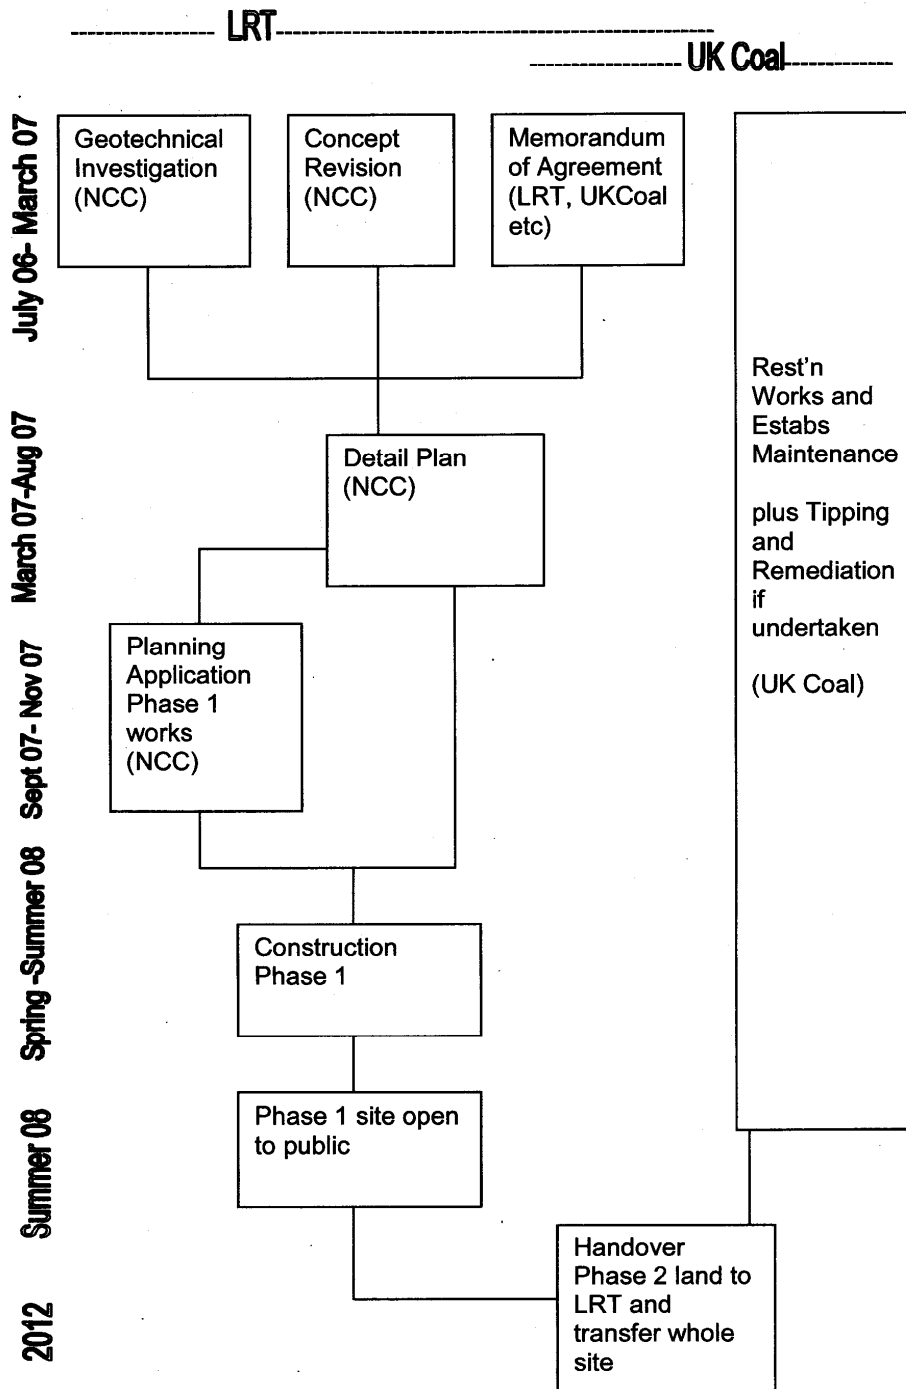 LRT
UK Coal
July 06- March 07
Geotechnical
Investigation
(NCC)
Concept
Revision
(NCC)
Memorandum
of Agreement
(LRT, UKCoal
etc)
Rest'n
Works and
Estabs
Maintenance
plus Tipping
and
Remediation
if
undertaken
(UK Coal)
March 07-Aug 07
Detail Plan
(NCC)
Sept 07- Nov 07
Planning
Application
Phase 1
works
(NCC)
Spring -Summer 08
Construction
Phase 1
Summer 08
Phase 1 site open
to public
2012
Handover
Phase 2 land to
LRT and
transfer whole
site